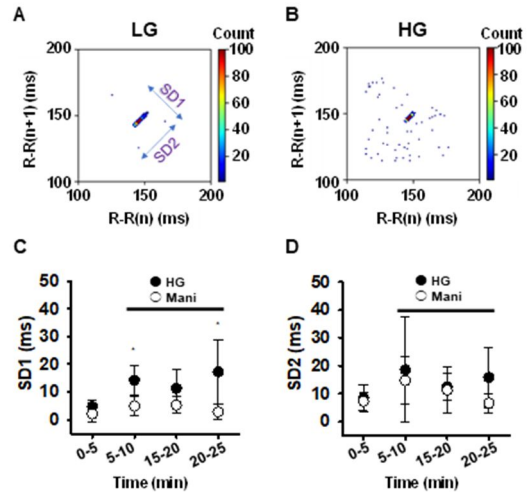 A
LG
Count
B
HG
Count
200
150
100
100
150
200
R-R(n+1) (ms)
R-R(n) (ms)
SD1
SD2
100
80
60
40
20
200
150
100
100
150
200
R-R(n+1) (ms)
R-R(n) (ms)
100
80
60
40
20
C
HG
Mani
50
40
30
20
10
0
SD1 (ms)
0-5
5-10
15-20
20-25
Time (min)
D
HG
Mani
50
40
30
20
10
0
SD2 (ms)
0-5
5-10
15-20
20-25
Time (min)